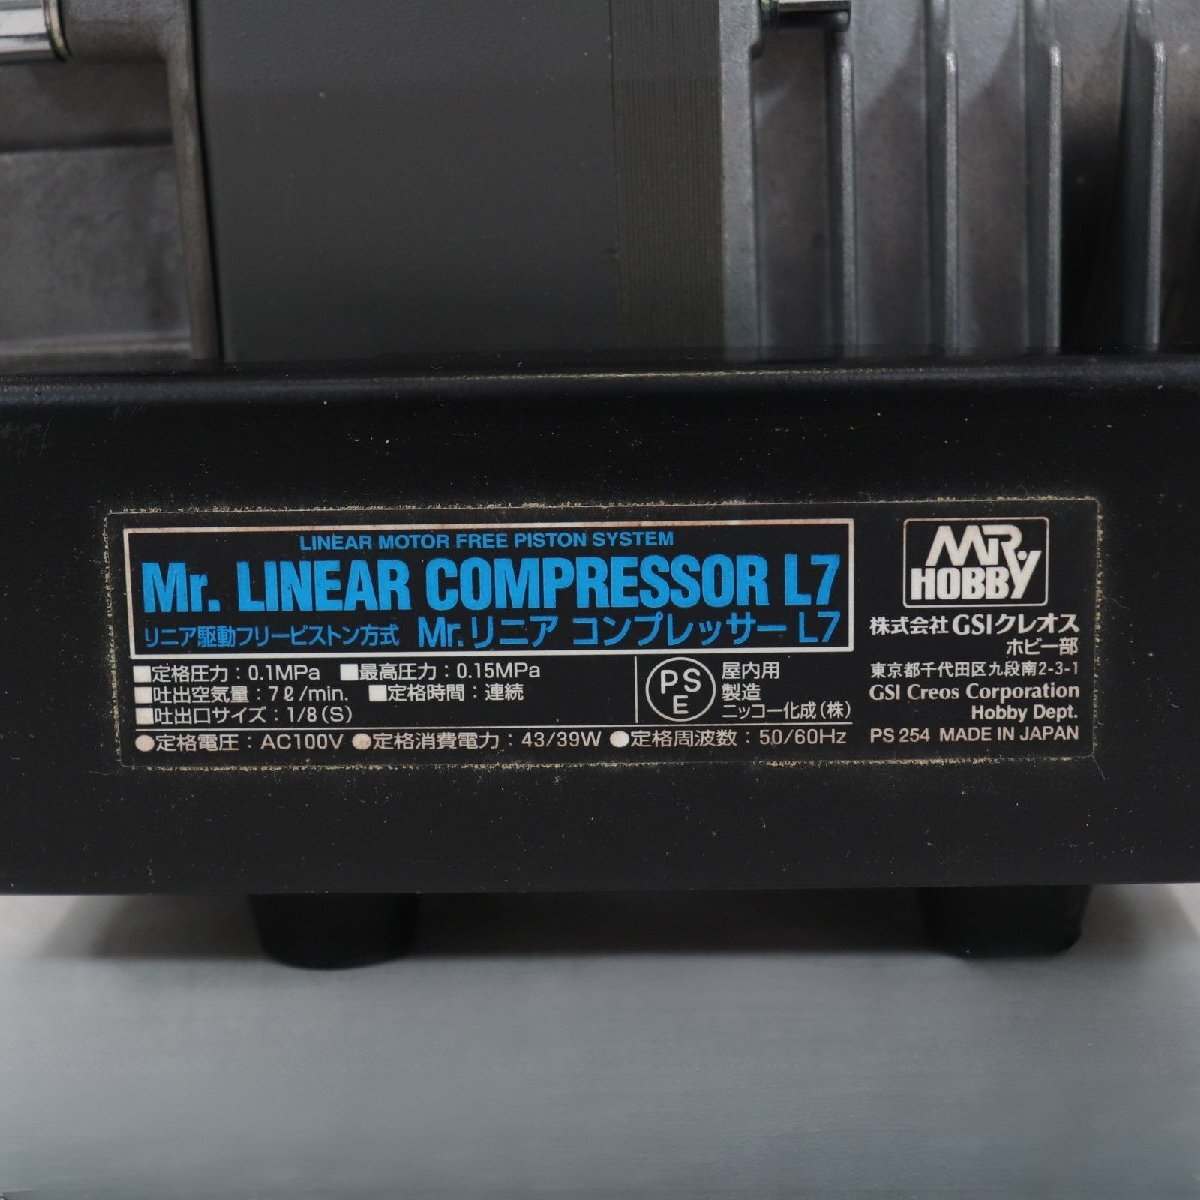 LINEAR MOTOR FREE PISTON SYSTEM
Mr. LINEAR COMPRESSOR L7
リニア駆動フリーピストン方式 Mr.リニア コンプレッサー L7
■定格圧力：0.1MPa ■最高圧力：0.15MPa
■吐出空気量：7ℓ/min. ■定格時間：連続
■吐出口サイズ：1/8(S)
PSE
屋内用
製造
ニッコー化成(株)
●定格電圧：AC100V ●定格消費電力：43/39W ●定格周波数：50/60Hz
MR.
HOBBY
株式会社GSIクレオス
ホビー部
東京都千代田区九段南2-3-1
GSI Creos Corporation
Hobby Dept.
PS 254 MADE IN JAPAN